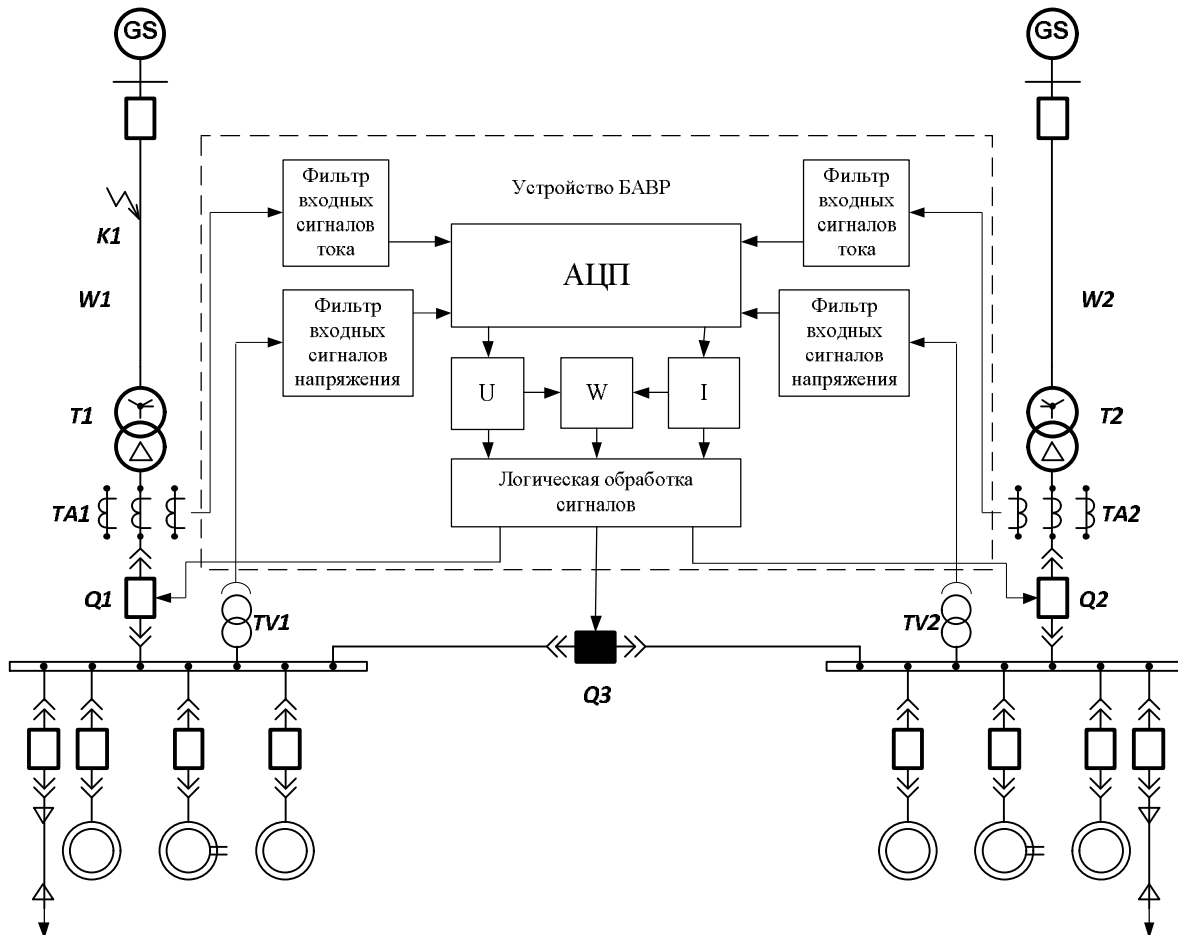 GS
GS
Фильтр
входных
сигналов
тока
Устройство БАВР
Фильтр
входных
сигналов
тока
K1
АЦП
W1
Фильтр
входных
сигналов
напряжения
Фильтр
входных
сигналов
напряжения
W2
U
W
I
T1
T2
Логическая обработка
сигналов
TA1
TA2
Q1
TV1
TV2
Q2
Q3